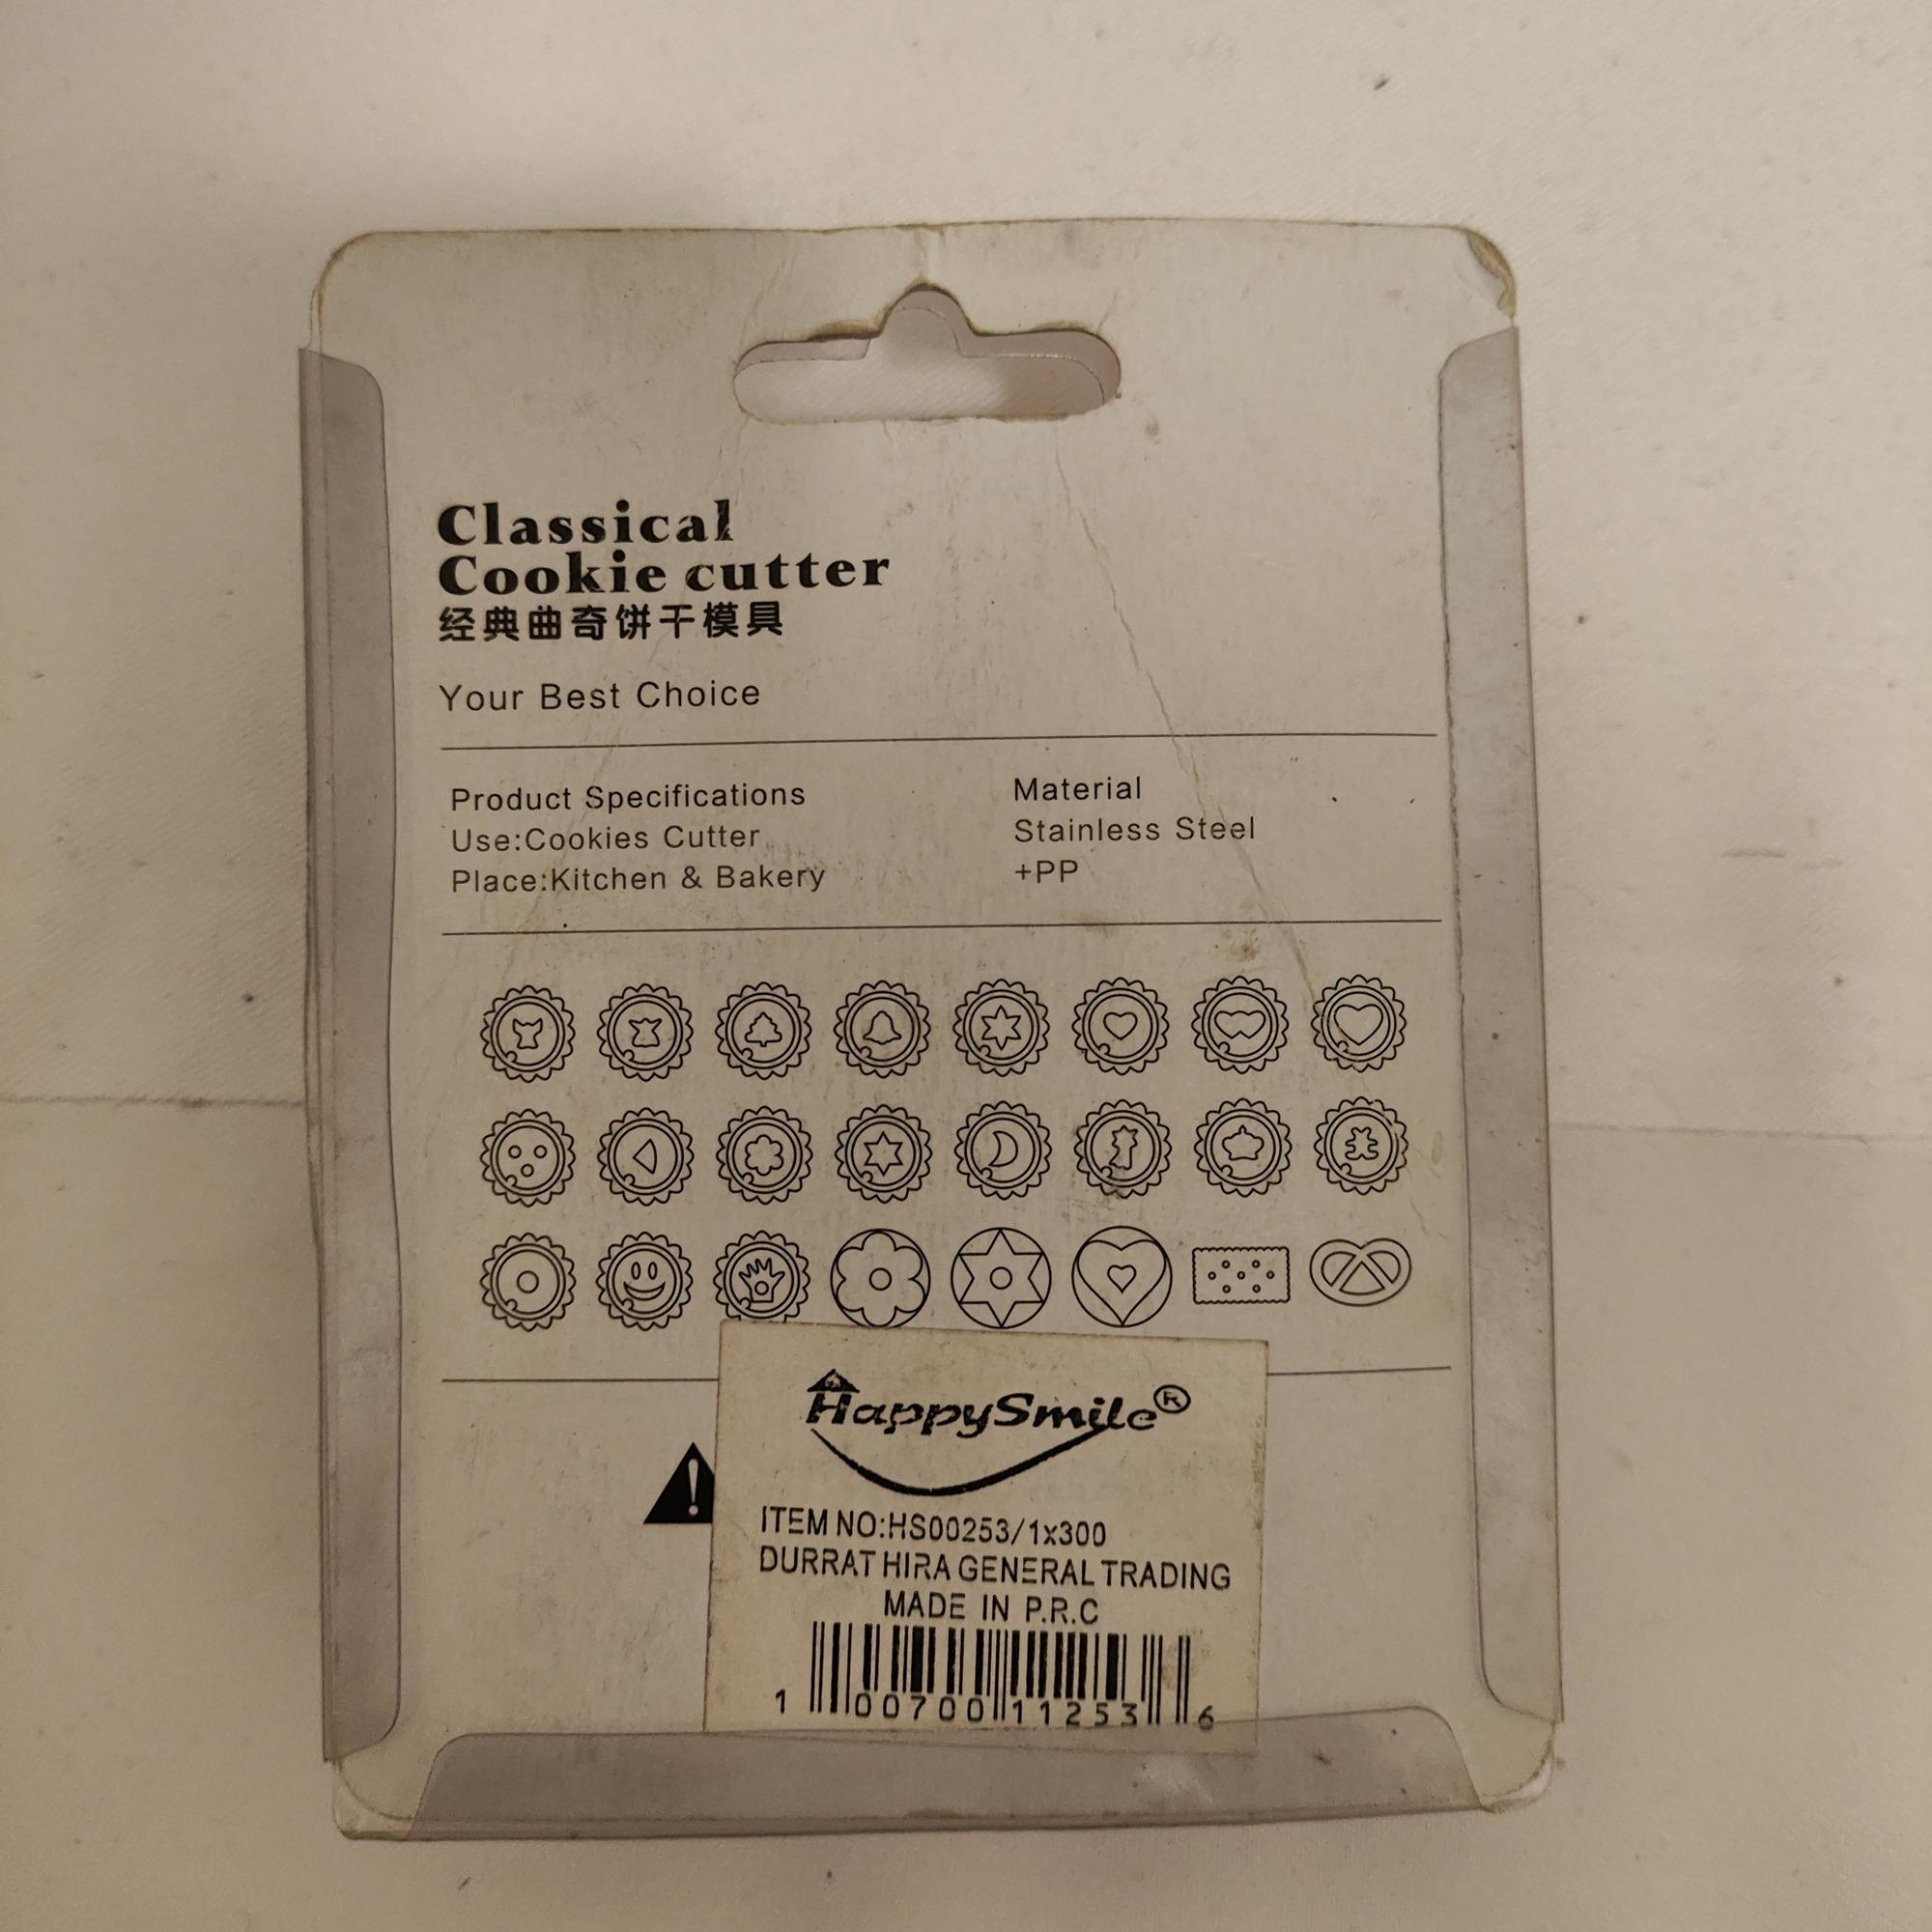 Classical
Cookie cutter
经典曲奇饼干模具
Your Best Choice
Product Specifications
Use:Cookies Cutter
Place:Kitchen & Bakery
Material
Stainless Steel
+PP
HappySmile®
ITEM NO:HS00253/1x300
DURRAT HIRA GENERAL TRADING
MADE IN P.R.C
1 00700 11253 6